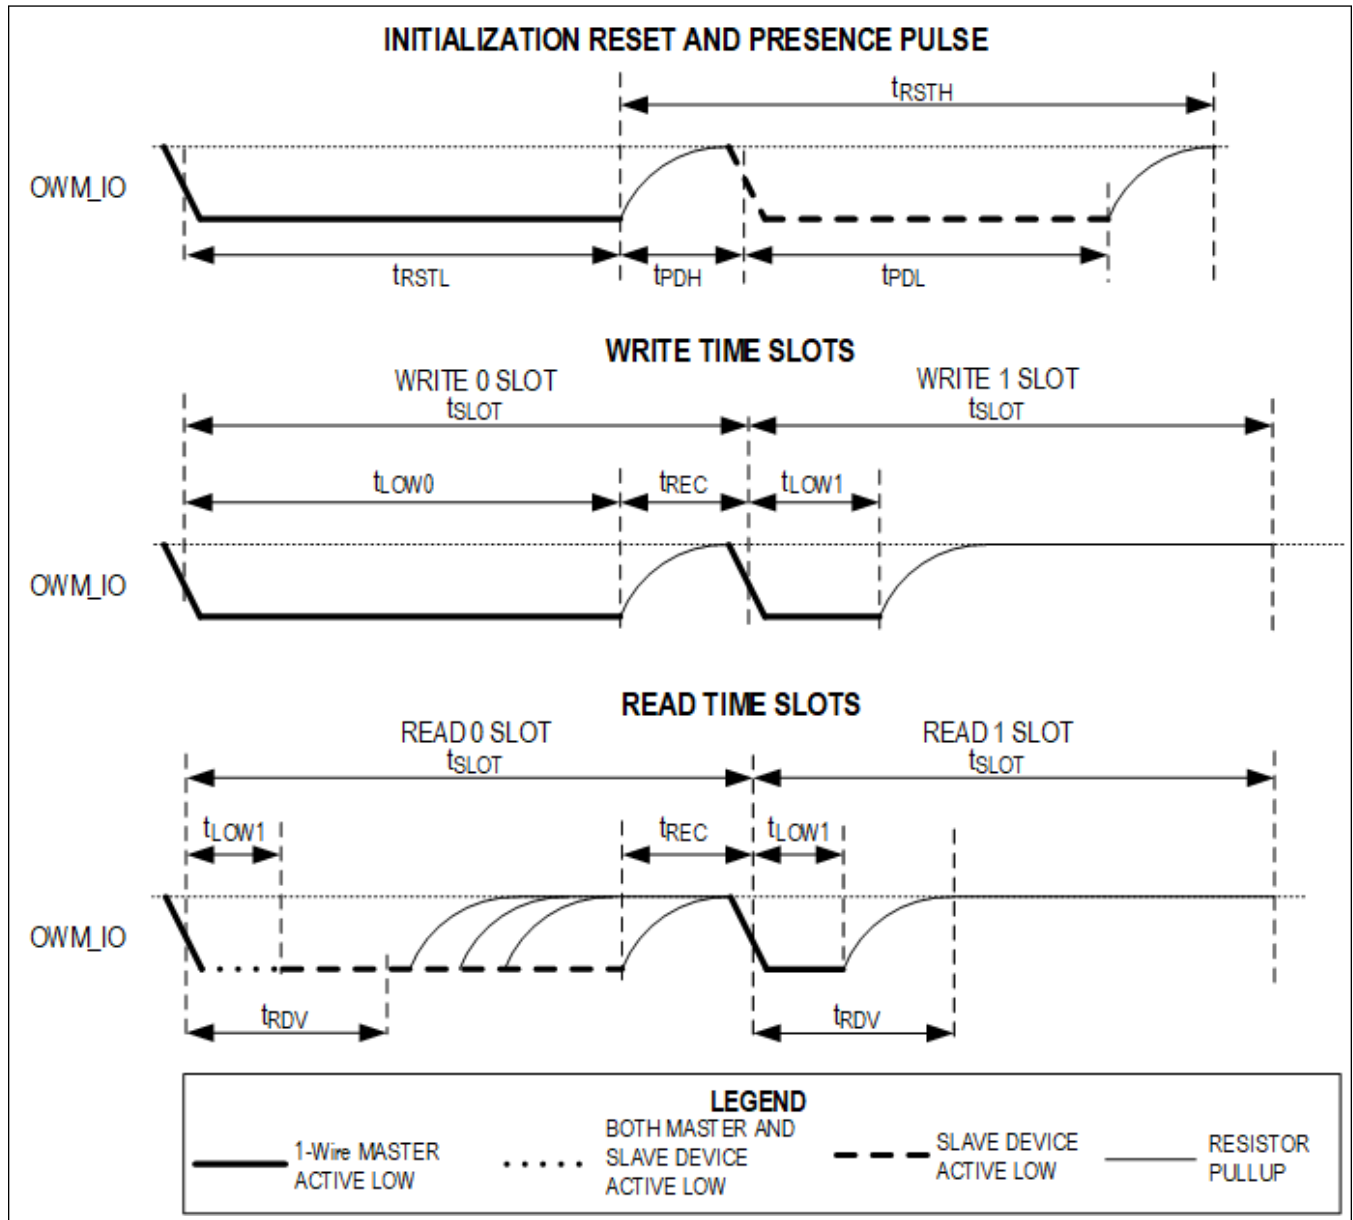 INITIALIZATION RESET AND PRESENCE PULSE
tRSTH
OWM_IO
tRSTL
tPDH
tPDL
WRITE TIME SLOTS
WRITE 0 SLOT
WRITE 1 SLOT
tSLOT
tSLOT
tLOW0
tREC
tLOW1
OWM_IO
READ TIME SLOTS
READ 0 SLOT
READ 1 SLOT
tSLOT
tSLOT
tLOW1
tREC
tLOW1
OWM_IO
tRDV
tRDV
LEGEND
1-Wire MASTER
ACTIVE LOW
BOTH MASTER AND
SLAVE DEVICE
ACTIVE LOW
SLAVE DEVICE
ACTIVE LOW
RESISTOR
PULLUP